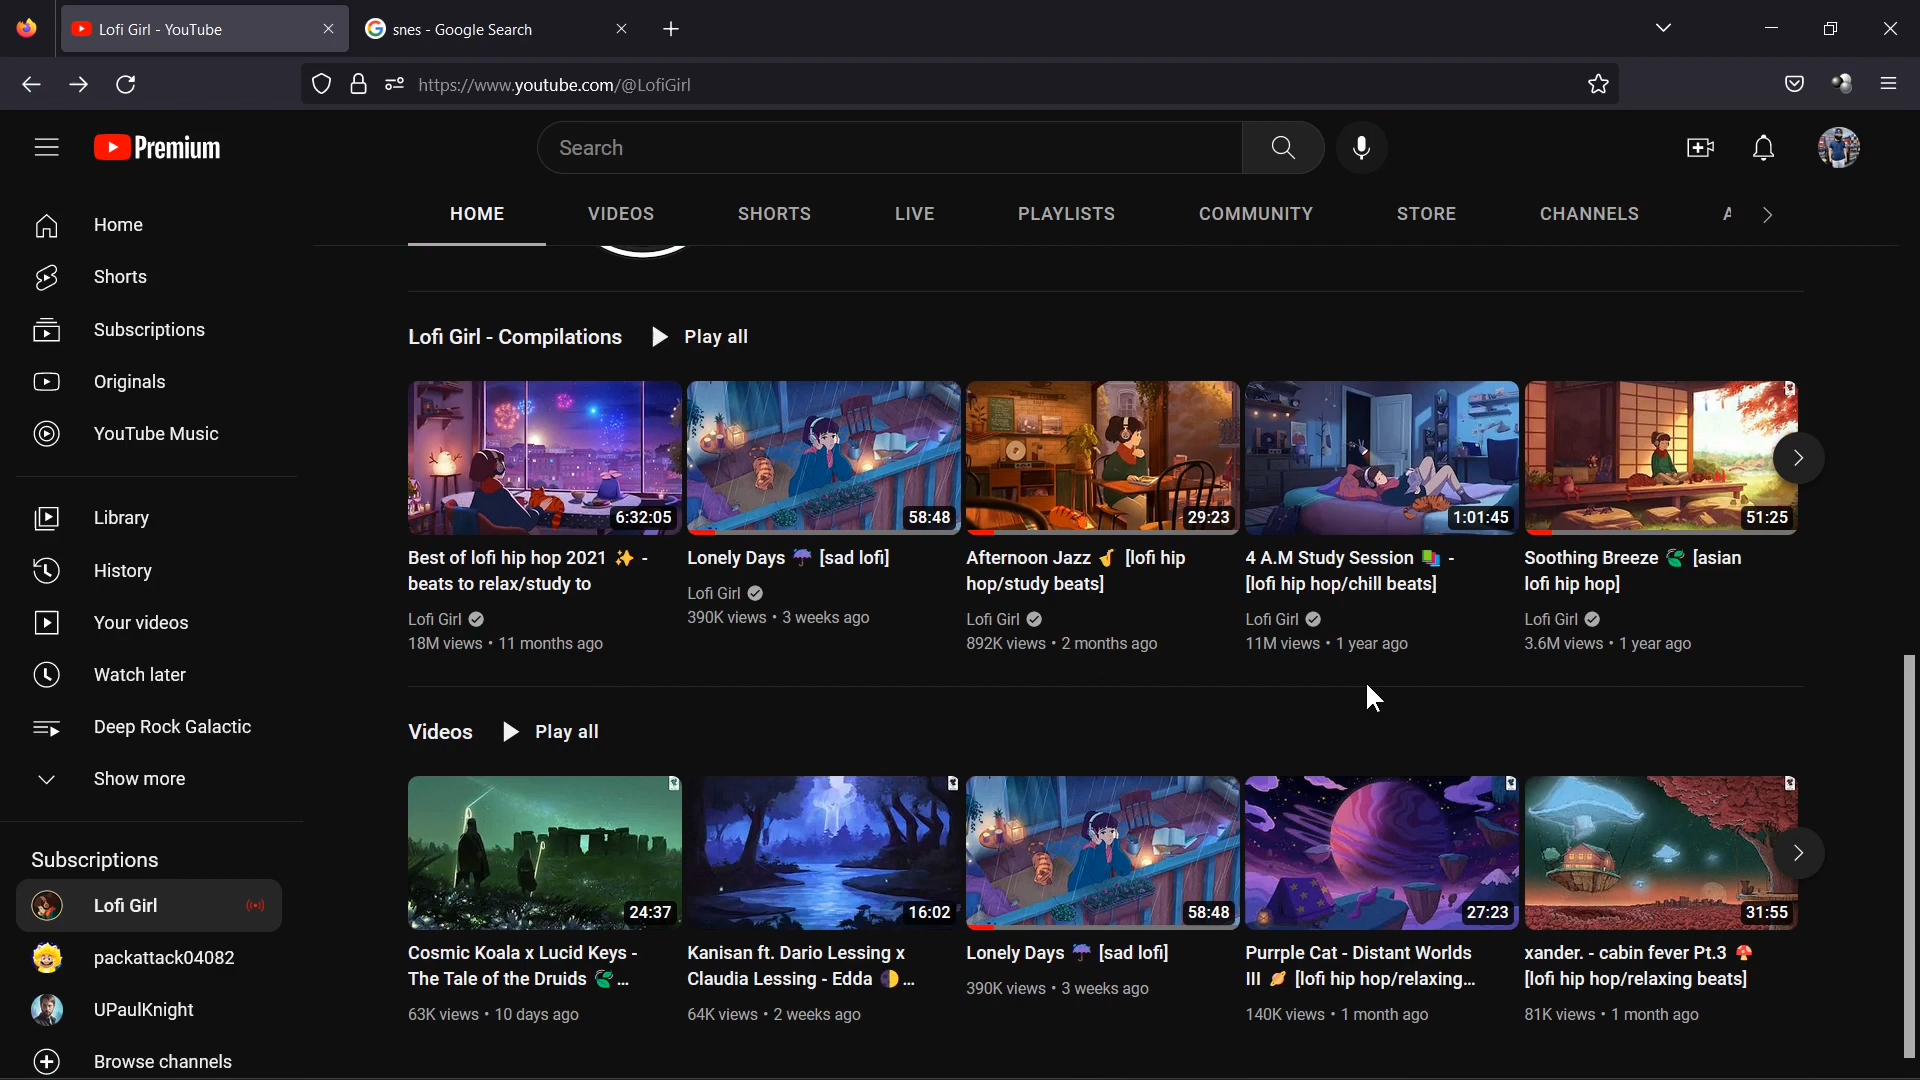 Lofi Girl - YouTube
snes - Google Search
https://www.youtube.com/@LofiGirl
Premium
Search
HOME VIDEOS SHORTS LIVE PLAYLISTS COMMUNITY STORE CHANNELS A
Home
Shorts
Subscriptions
Originals
YouTube Music
Library
History
Your videos
Watch later
Deep Rock Galactic
Show more
Subscriptions
Lofi Girl
packattack04082
UPaulKnight
Browse channels
Lofi Girl - Compilations Play all
6:32:05
Best of lofi hip hop 2021 ✨ -
beats to relax/study to
Lofi Girl
18M views • 11 months ago
58:48
Lonely Days ☔ [sad lofi]
Lofi Girl
390K views • 3 weeks ago
29:23
Afternoon Jazz 🎷 [lofi hip
hop/study beats]
Lofi Girl
892K views • 2 months ago
1:01:45
4 A.M Study Session 📚 -
[lofi hip hop/chill beats]
Lofi Girl
11M views • 1 year ago
51:25
Soothing Breeze 🍃 [asian
lofi hip hop]
Lofi Girl
3.6M views • 1 year ago
Videos Play all
24:37
Cosmic Koala x Lucid Keys -
The Tale of the Druids 🍃...
63K views • 10 days ago
16:02
Kanisan ft. Dario Lessing x
Claudia Lessing - Edda 🌗...
64K views • 2 weeks ago
58:48
Lonely Days ☔ [sad lofi]
390K views • 3 weeks ago
27:23
Purrple Cat - Distant Worlds
III 🪐 [lofi hip hop/relaxing...
140K views • 1 month ago
31:55
xander. - cabin fever Pt.3 🍄
[lofi hip hop/relaxing beats]
81K views • 1 month ago